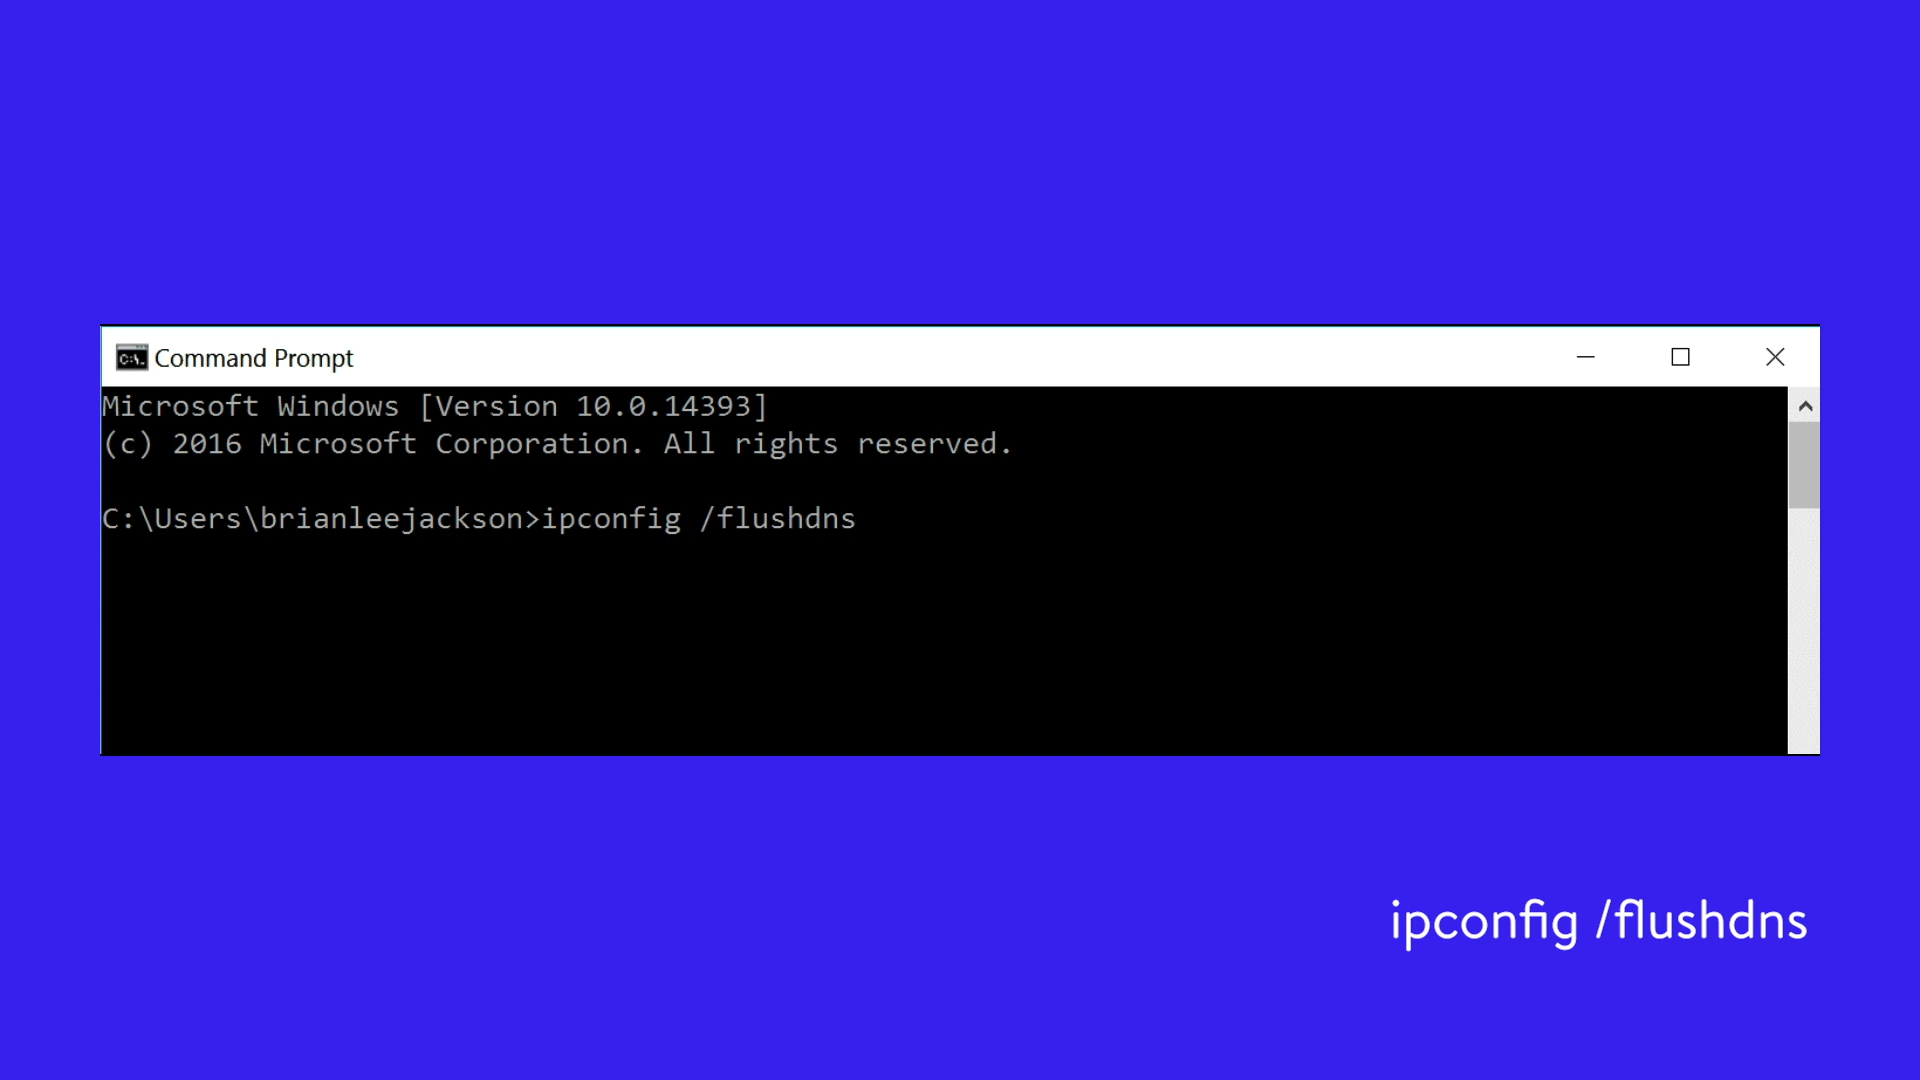 C:\. Command Prompt
Microsoft Windows [Version 10.0.14393]
(c) 2016 Microsoft Corporation. All rights reserved.
C:\Users\brianleejackson>ipconfig /flushdns
ipconfig /flushdns